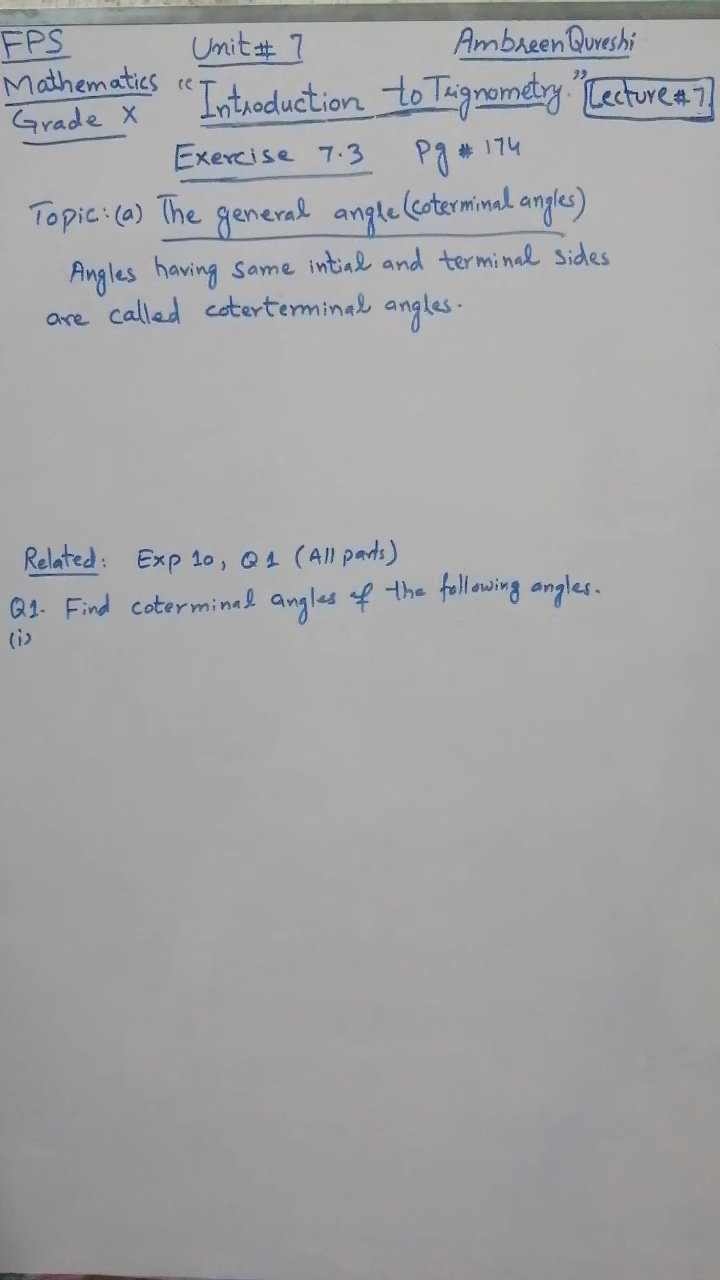 FPS Unit # 7 Ambreen Qureshi
Mathematics "Introduction to Trignometry." Lecture # 7
Grade X
Exercise 7.3 Pg # 174
Topic: (a) The general angle (coterminal angles)
Angles having same intial and terminal sides
are called coterterminal angles.
Related: Exp 10, Q1 (All parts)
Q1. Find coterminal angles of the following angles.
(i)